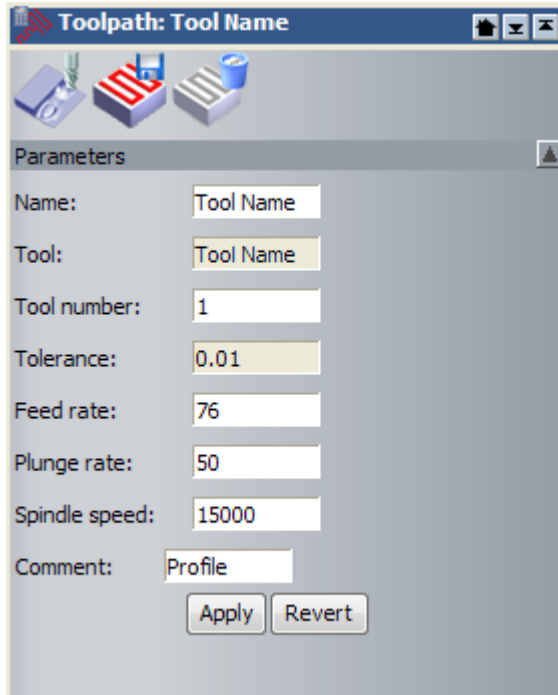 Toolpath: Tool Name
Parameters
Name: Tool Name
Tool: Tool Name
Tool number: 1
Tolerance: 0.01
Feed rate: 76
Plunge rate: 50
Spindle speed: 15000
Comment: Profile
Apply Revert